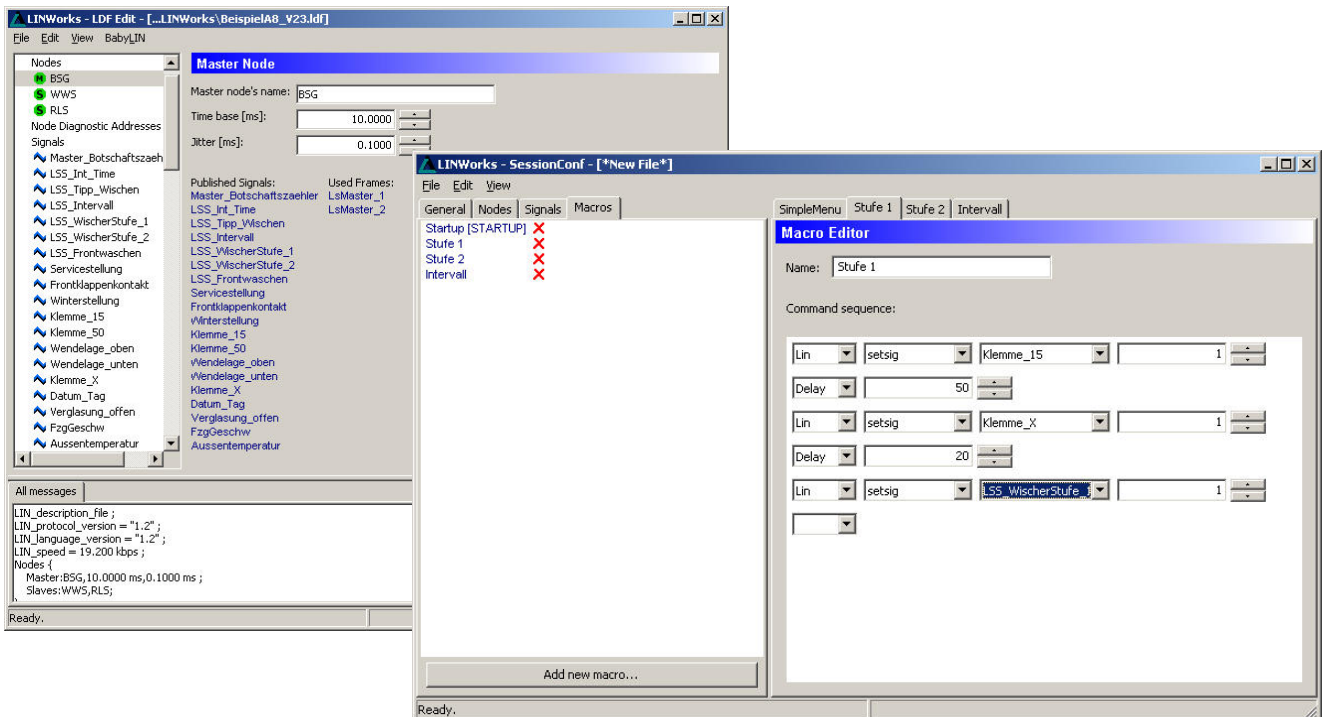 LINWorks - LDF Edit - [...LINWorks\BeispielA8_V23.ldf]
File Edit View BabyLIN
Nodes
M BSG
S WWS
S RLS
Node Diagnostic Addresses
Signals
Master_Botschaftszaeh
LSS_Int_Time
LSS_Tipp_Wischen
LSS_Intervall
LSS_WischerStufe_1
LSS_WischerStufe_2
LSS_Frontwaschen
Servicestellung
Frontklappenkontakt
Winterstellung
Klemme_15
Klemme_50
Wendelage_oben
Wendelage_unten
Klemme_X
Datum_Tag
Verglasung_offen
FzgGeschw
Aussentemperatur
Master Node
Master node's name: BSG
Time base [ms]: 10.0000
Jitter [ms]: 0.1000
Published Signals: Used Frames:
Master_Botschaftszaehler LsMaster_1
LSS_Int_Time LsMaster_2
LSS_Tipp_Wischen
LSS_Intervall
LSS_WischerStufe_1
LSS_WischerStufe_2
LSS_Frontwaschen
Servicestellung
Frontklappenkontakt
Winterstellung
Klemme_15
Klemme_50
Wendelage_oben
Wendelage_unten
Klemme_X
Datum_Tag
Verglasung_offen
FzgGeschw
Aussentemperatur
All messages
LIN_description_file ;
LIN_protocol_version = "1.2" ;
LIN_language_version = "1.2" ;
LIN_speed = 19.200 kbps ;
Nodes {
Master:BSG,10.0000 ms,0.1000 ms ;
Slaves:WWS,RLS;
Ready.
LINWorks - SessionConf - [*New File*]
File Edit View
General Nodes Signals Macros
Startup [STARTUP]
Stufe 1
Stufe 2
Intervall
Add new macro...
SimpleMenu Stufe 1 Stufe 2 Intervall
Macro Editor
Name: Stufe 1
Command sequence:
Lin setsig Klemme_15 1
Delay 50
Lin setsig Klemme_X 1
Delay 20
Lin setsig LSS_WischerStufe_1 1
Ready.